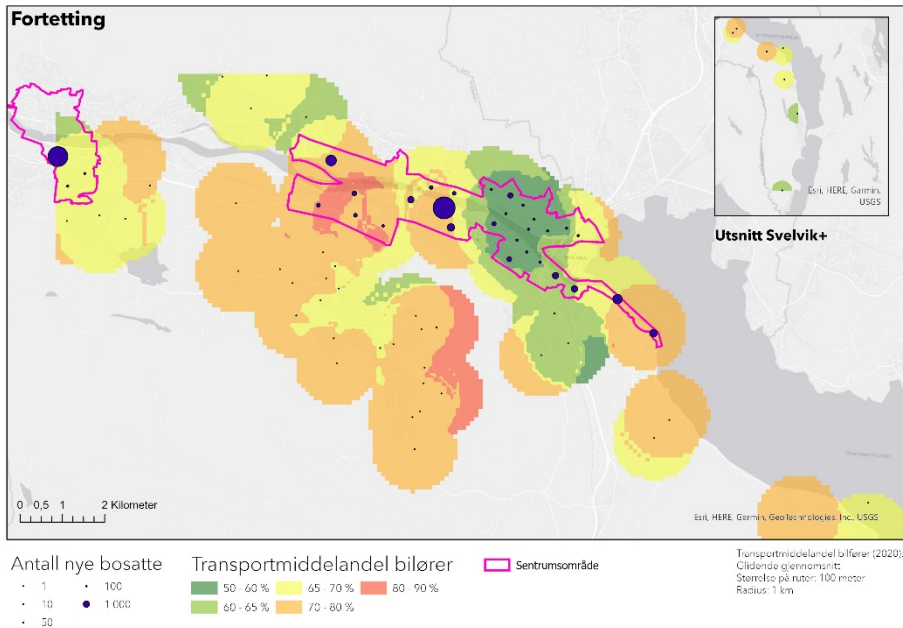 Fortetting
Esri, HERE, Garmin,
USGS
Utsnitt Svelvik+
0 0,5 1 2 Kilometer
Esri, HERE, Garmin, GeoTechnologies, Inc., USGS
Antall nye bosatte
1
10
50
100
1 000
Transportmiddelandel bilører
50 - 60 %
60 - 65 %
65 - 70 %
70 - 80 %
80 - 90 %
Sentrumsområde
Transportmiddelandel bilfører (2020):
Glidende gjennomsnitt
Størrelse på ruter: 100 meter
Radius: 1 km